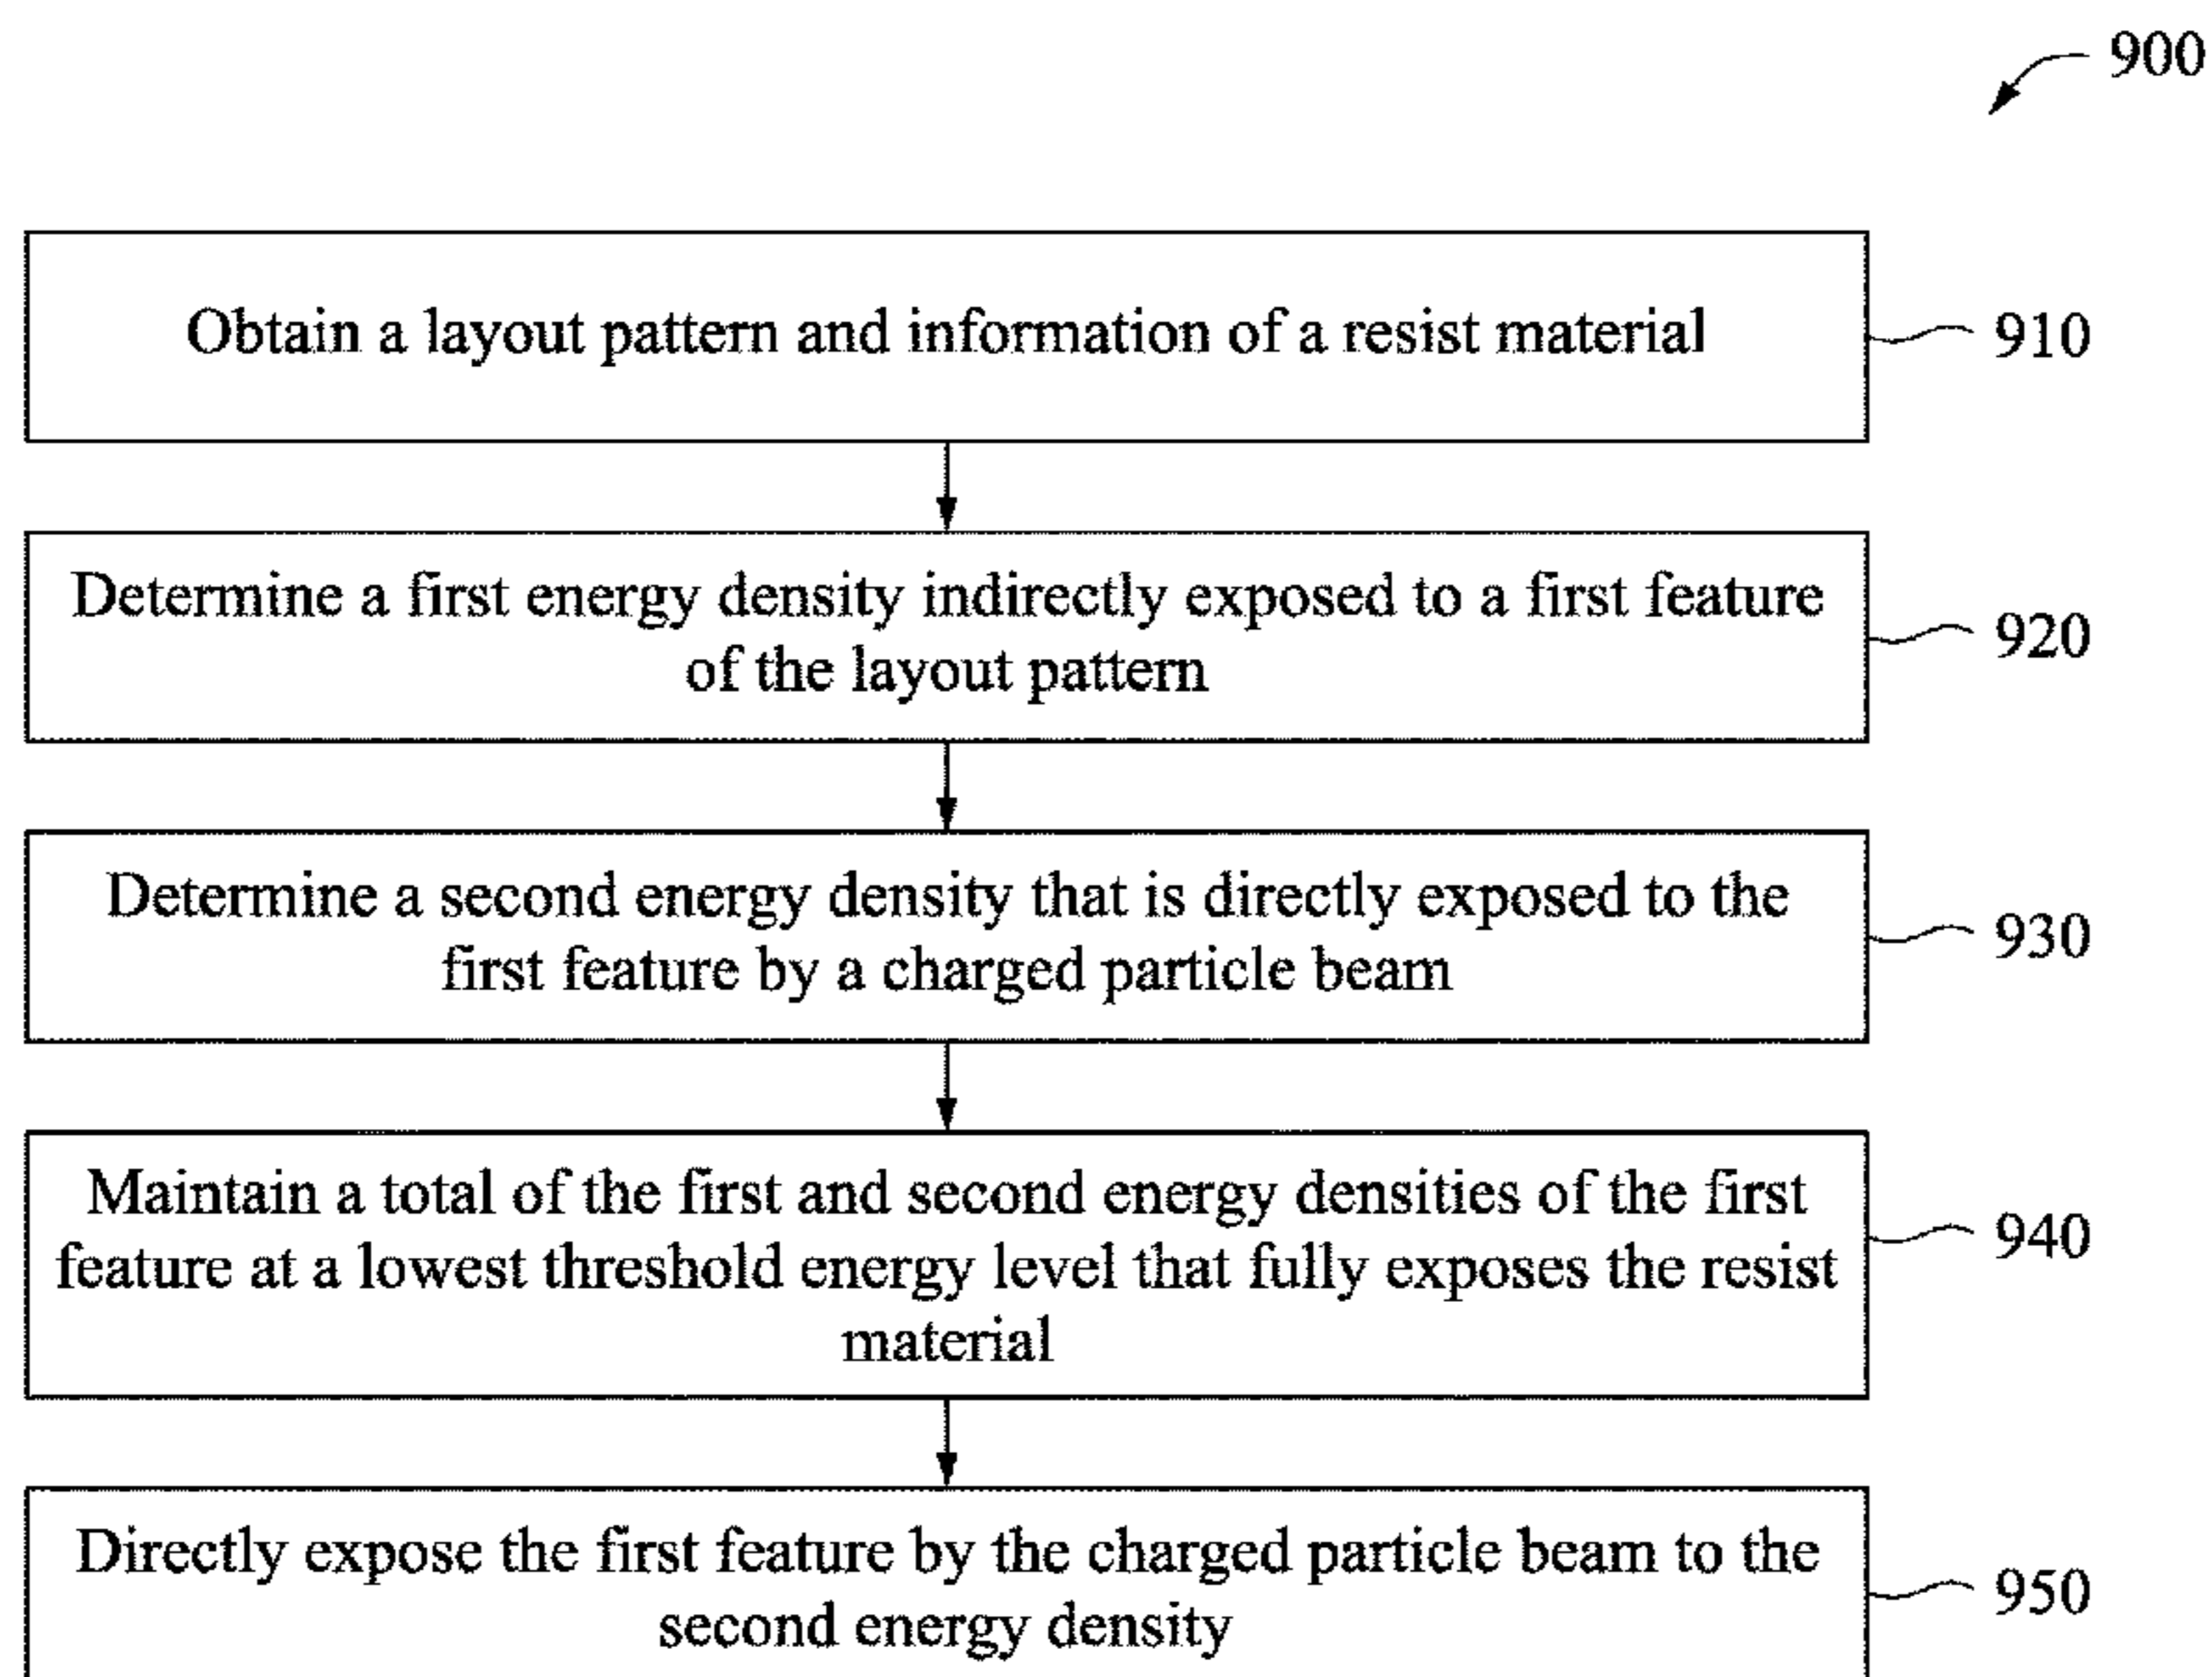 900
Obtain a layout pattern and information of a resist material
910
Determine a first energy density indirectly exposed to a first feature
of the layout pattern
920
Determine a second energy density that is directly exposed to the
first feature by a charged particle beam
930
Maintain a total of the first and second energy densities of the first
feature at a lowest threshold energy level that fully exposes the resist
material
940
Directly expose the first feature by the charged particle beam to the
second energy density
950